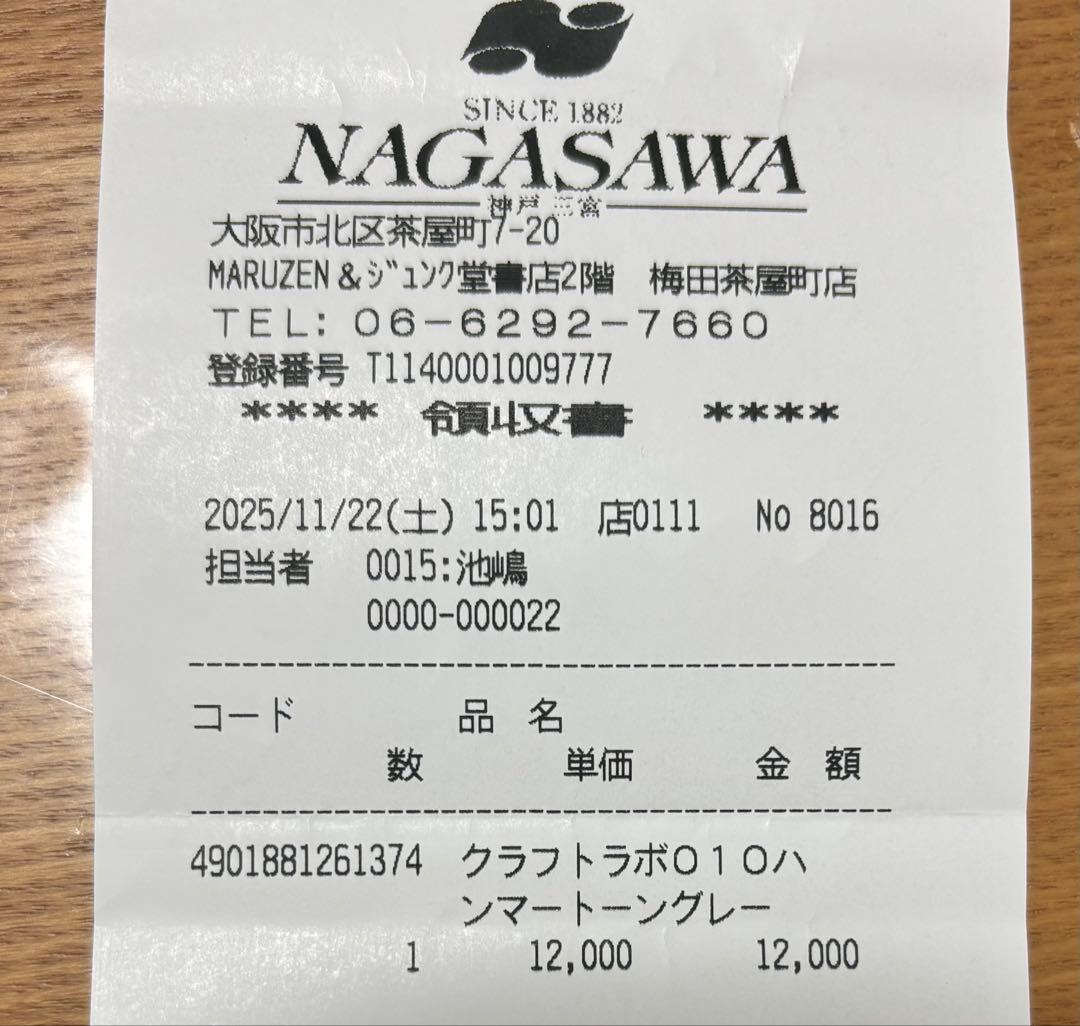 SINCE 1882
NAGASAWA
神戸 三宮
大阪市北区茶屋町7-20
MARUZEN&ジュンク堂書店2階 梅田茶屋町店
TEL: 06-6292-7660
登録番号 T1140001009777
**** 領収書 ****
2025/11/22(土) 15:01 店0111 No 8016
担当者 0015:池嶋
0000-000022
コード 品 名
数 単価 金 額
4901881261374 クラフトラボ010ハ
ンマートーングレー
1 12,000 12,000